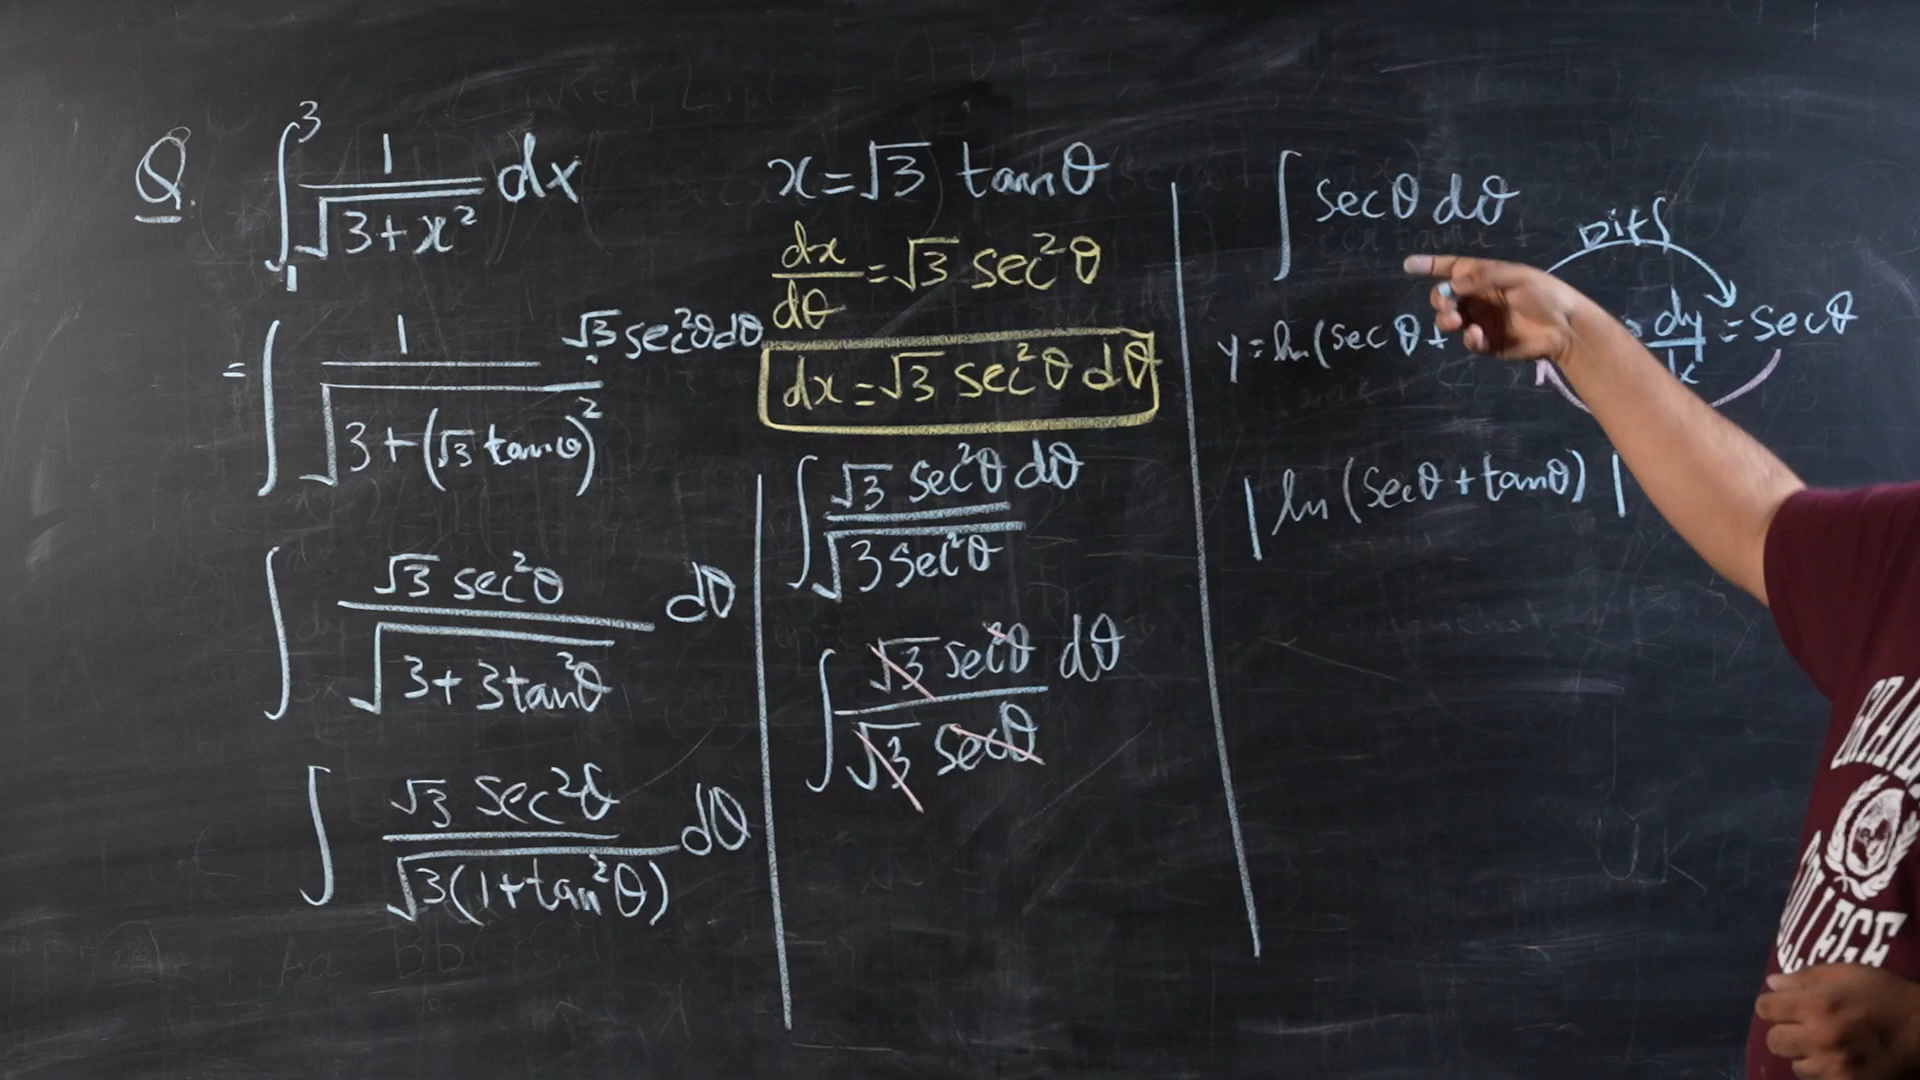 Q. ∫₁³ 1/√(3+x²) dx
= ∫ 1/√(3+(√3 tanθ)²) √3 sec²θ dθ
∫ √3 sec²θ/√(3+3tan²θ) dθ
∫ √3 sec²θ/√(3(1+tan²θ)) dθ
x=√3 tanθ
dx/dθ=√3 sec²θ
dx=√3 sec²θ dθ
∫ √3 sec²θ dθ/√(3sec²θ)
∫ √3 sec²θ/(√3 secθ) dθ
∫ secθ dθ
Diff
y=ln(secθ+ dy/ = secθ
| ln(secθ+tanθ) |
COLLEGE